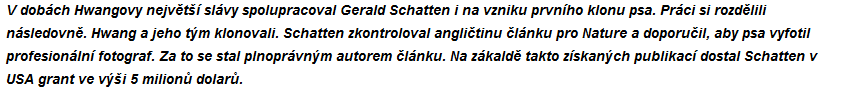 V dobách Hwangovy největší slávy spolupracoval Gerald Schatten i na vzniku prvního klonu psa. Práci si rozdělili
následovně. Hwang a jeho tým klonovali. Schatten zkontroloval angličtinu článku pro Nature a doporučil, aby psa vyfotil
profesionální fotograf. Za to se stal plnoprávným autorem článku. Na zákaldě takto získaných publikací dostal Schatten v
USA grant ve výši 5 milionů dolarů.